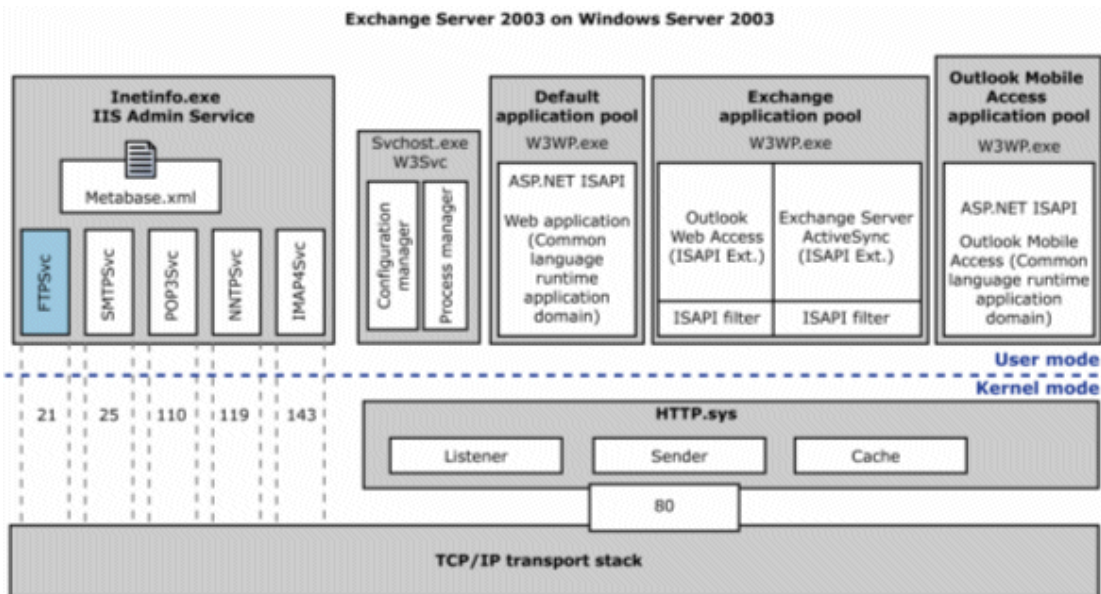 Exchange Server 2003 on Windows Server 2003
Inetinfo.exe
IIS Admin Service
Metabase.xml
FTPSvc
SMTPSvc
POP3Svc
NNTPSvc
IMAP4Svc
Svchost.exe
W3Svc
Configuration
manager
Process manager
Default
application pool
W3WP.exe
ASP.NET ISAPI
Web application
(Common
language
runtime
application
domain)
Exchange
application pool
W3WP.exe
Outlook
Web Access
(ISAPI Ext.)
Exchange Server
ActiveSync
(ISAPI Ext.)
ISAPI filter
ISAPI filter
Outlook Mobile
Access
application pool
W3WP.exe
ASP.NET ISAPI
Outlook Mobile
Access (Common
language runtime
application
domain)
User mode
Kernel mode
21
25
110
119
143
HTTP.sys
Listener
Sender
Cache
80
TCP/IP transport stack